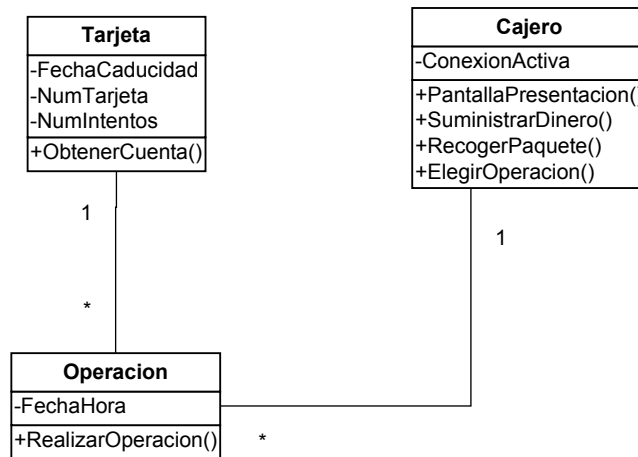 Tarjeta
-FechaCaducidad
-NumTarjeta
-NumIntentos
+ObtenerCuenta()
Cajero
-ConexionActiva
+PantallaPresentacion()
+SuministrarDinero()
+RecogerPaquete()
+ElegirOperacion()
1
1
*
Operacion
-FechaHora
+RealizarOperacion()
*